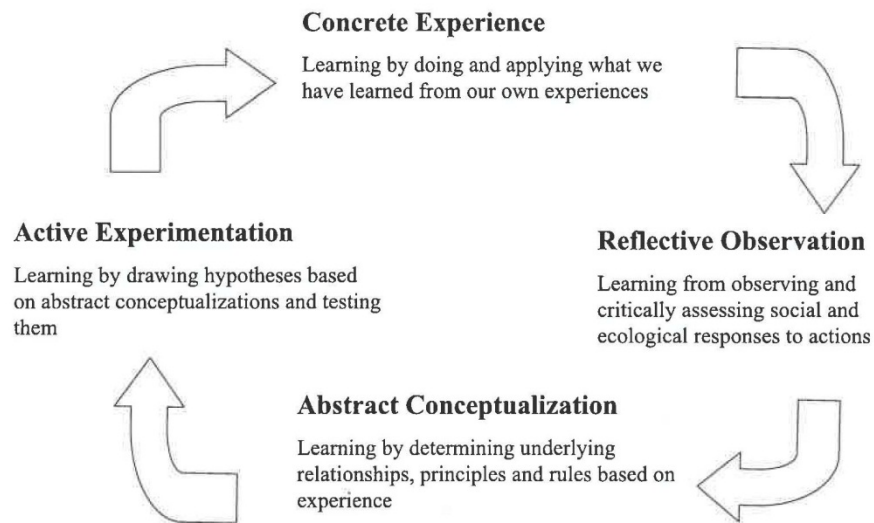 Concrete Experience
Learning by doing and applying what we
have learned from our own experiences
Reflective Observation
Learning from observing and
critically assessing social and
ecological responses to actions
Abstract Conceptualization
Learning by determining underlying
relationships, principles and rules based on
experience
Active Experimentation
Learning by drawing hypotheses based
on abstract conceptualizations and testing
them